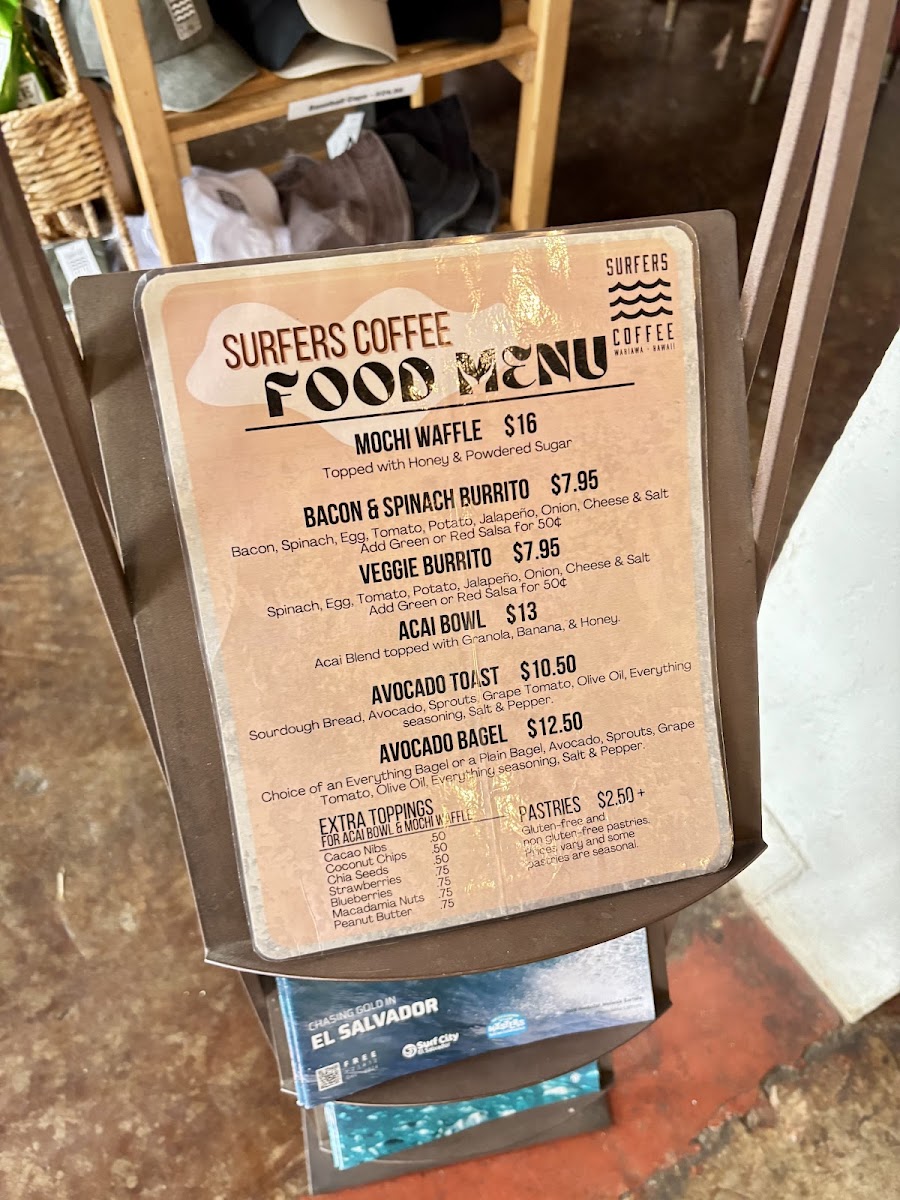 Baseball Caps - $24.99
SURFERS
COFFEE
WAHIAWA - HAWAII
SURFERS COFFEE
FOOD MENU
MOCHI WAFFLE $16
Topped with Honey & Powdered Sugar
BACON & SPINACH BURRITO $7.95
Bacon, Spinach, Egg, Tomato, Potato, Jalapeño, Onion, Cheese & Salt
Add Green or Red Salsa for 50¢
VEGGIE BURRITO $7.95
Spinach, Egg, Tomato, Potato, Jalapeño, Onion, Cheese & Salt
Add Green or Red Salsa for 50¢
ACAI BOWL $13
Acai Blend topped with Granola, Banana, & Honey.
AVOCADO TOAST $10.50
Sourdough Bread, Avocado, Sprouts, Grape Tomato, Olive Oil, Everything
seasoning, Salt & Pepper.
AVOCADO BAGEL $12.50
Choice of an Everything Bagel or a Plain Bagel, Avocado, Sprouts, Grape
Tomato, Olive Oil, Everything seasoning, Salt & Pepper.
EXTRA TOPPINGS
FOR ACAI BOWL & MOCHI WAFFLE
Cacao Nibs .50
Coconut Chips .50
Chia Seeds .50
Strawberries .75
Blueberries .75
Macadamia Nuts .75
Peanut Butter .75
PASTRIES $2.50 +
Gluten-free and
non gluten-free pastries.
Prices vary and some
pastries are seasonal.
CHASING GOLD IN
EL SALVADOR
FREE
Surf City
El Salvador